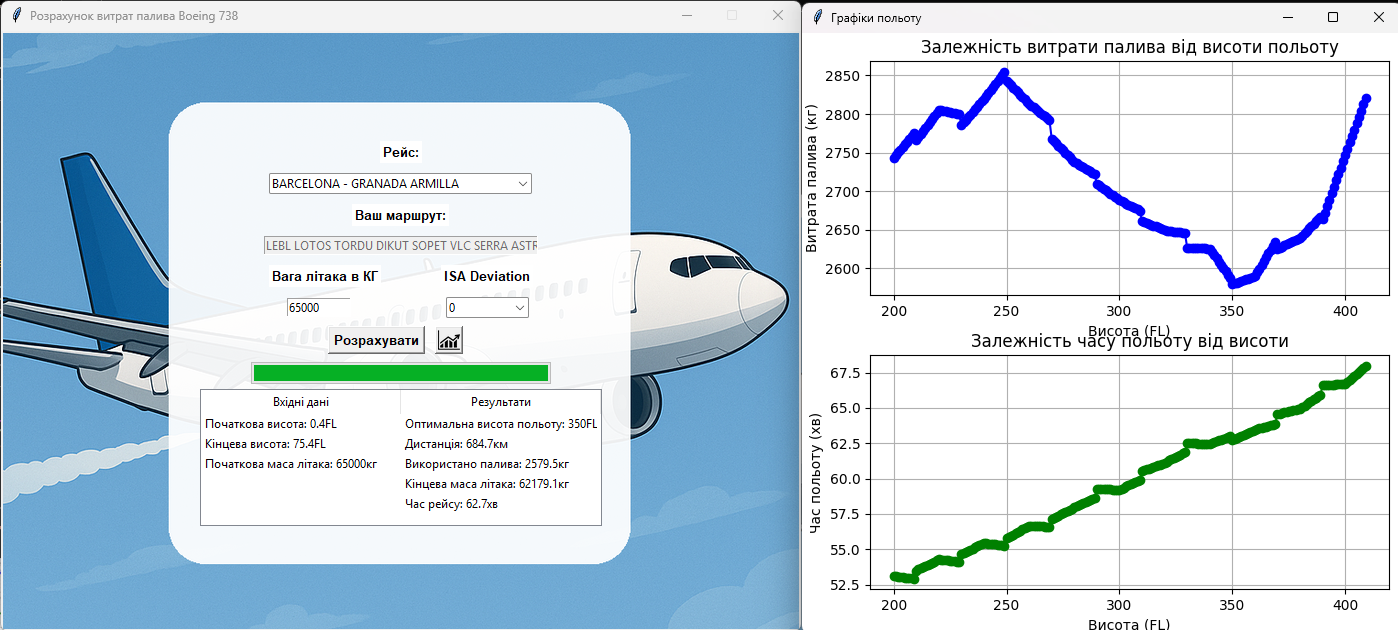 Розрахунок витрат палива Boeing 738
Рейс:
BARCELONA - GRANADA ARMILLA
Ваш маршрут:
LEBL LOTOS TORDU DIKUT SOPET VLC SERRA ASTR
Вага літака в КГ
ISA Deviation
65000
0
Розрахувати
Вхідні дані
Результати
Початкова висота: 0.4FL
Оптимальна висота польоту: 350FL
Кінцева висота: 75.4FL
Дистанція: 684.7км
Початкова маса літака: 65000кг
Використано палива: 2579.5кг
Кінцева маса літака: 62179.1кг
Час рейсу: 62.7хв
Графіки польоту
Залежність витрати палива від висоти польоту
Витрата палива (кг)
2850
2800
2750
2700
2650
2600
200 250 300 350 400
Висота (FL)
Залежність часу польоту від висоти
Час польоту (хв)
67.5
65.0
62.5
60.0
57.5
55.0
52.5
200 250 300 350 400
Висота (FL)